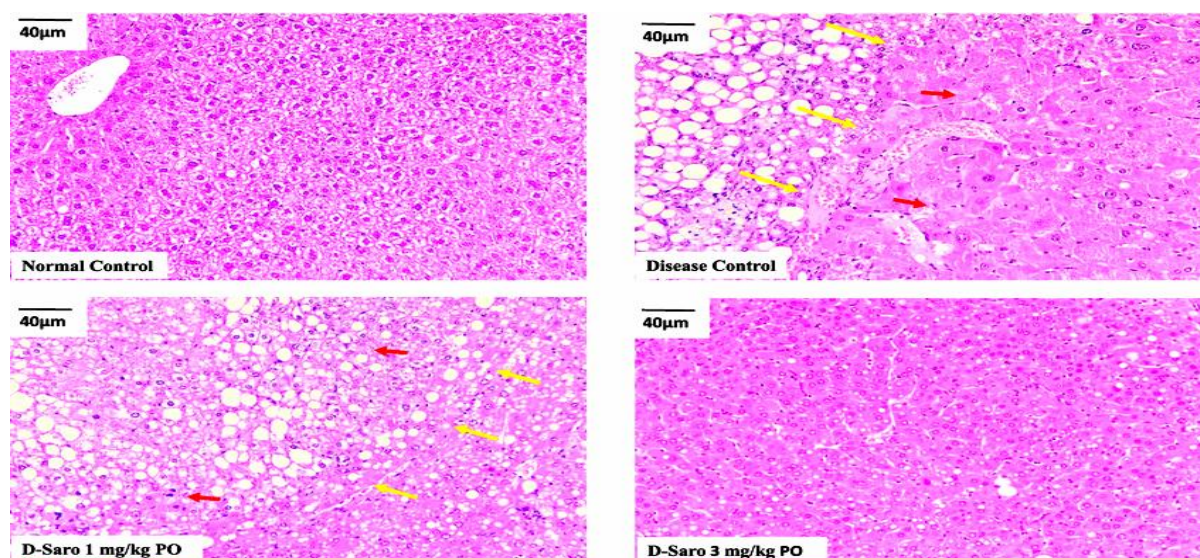 40μm
40μm
Normal Control
Disease Control
40μm
40μm
D-Saro 1 mg/kg PO
D-Saro 3 mg/kg PO